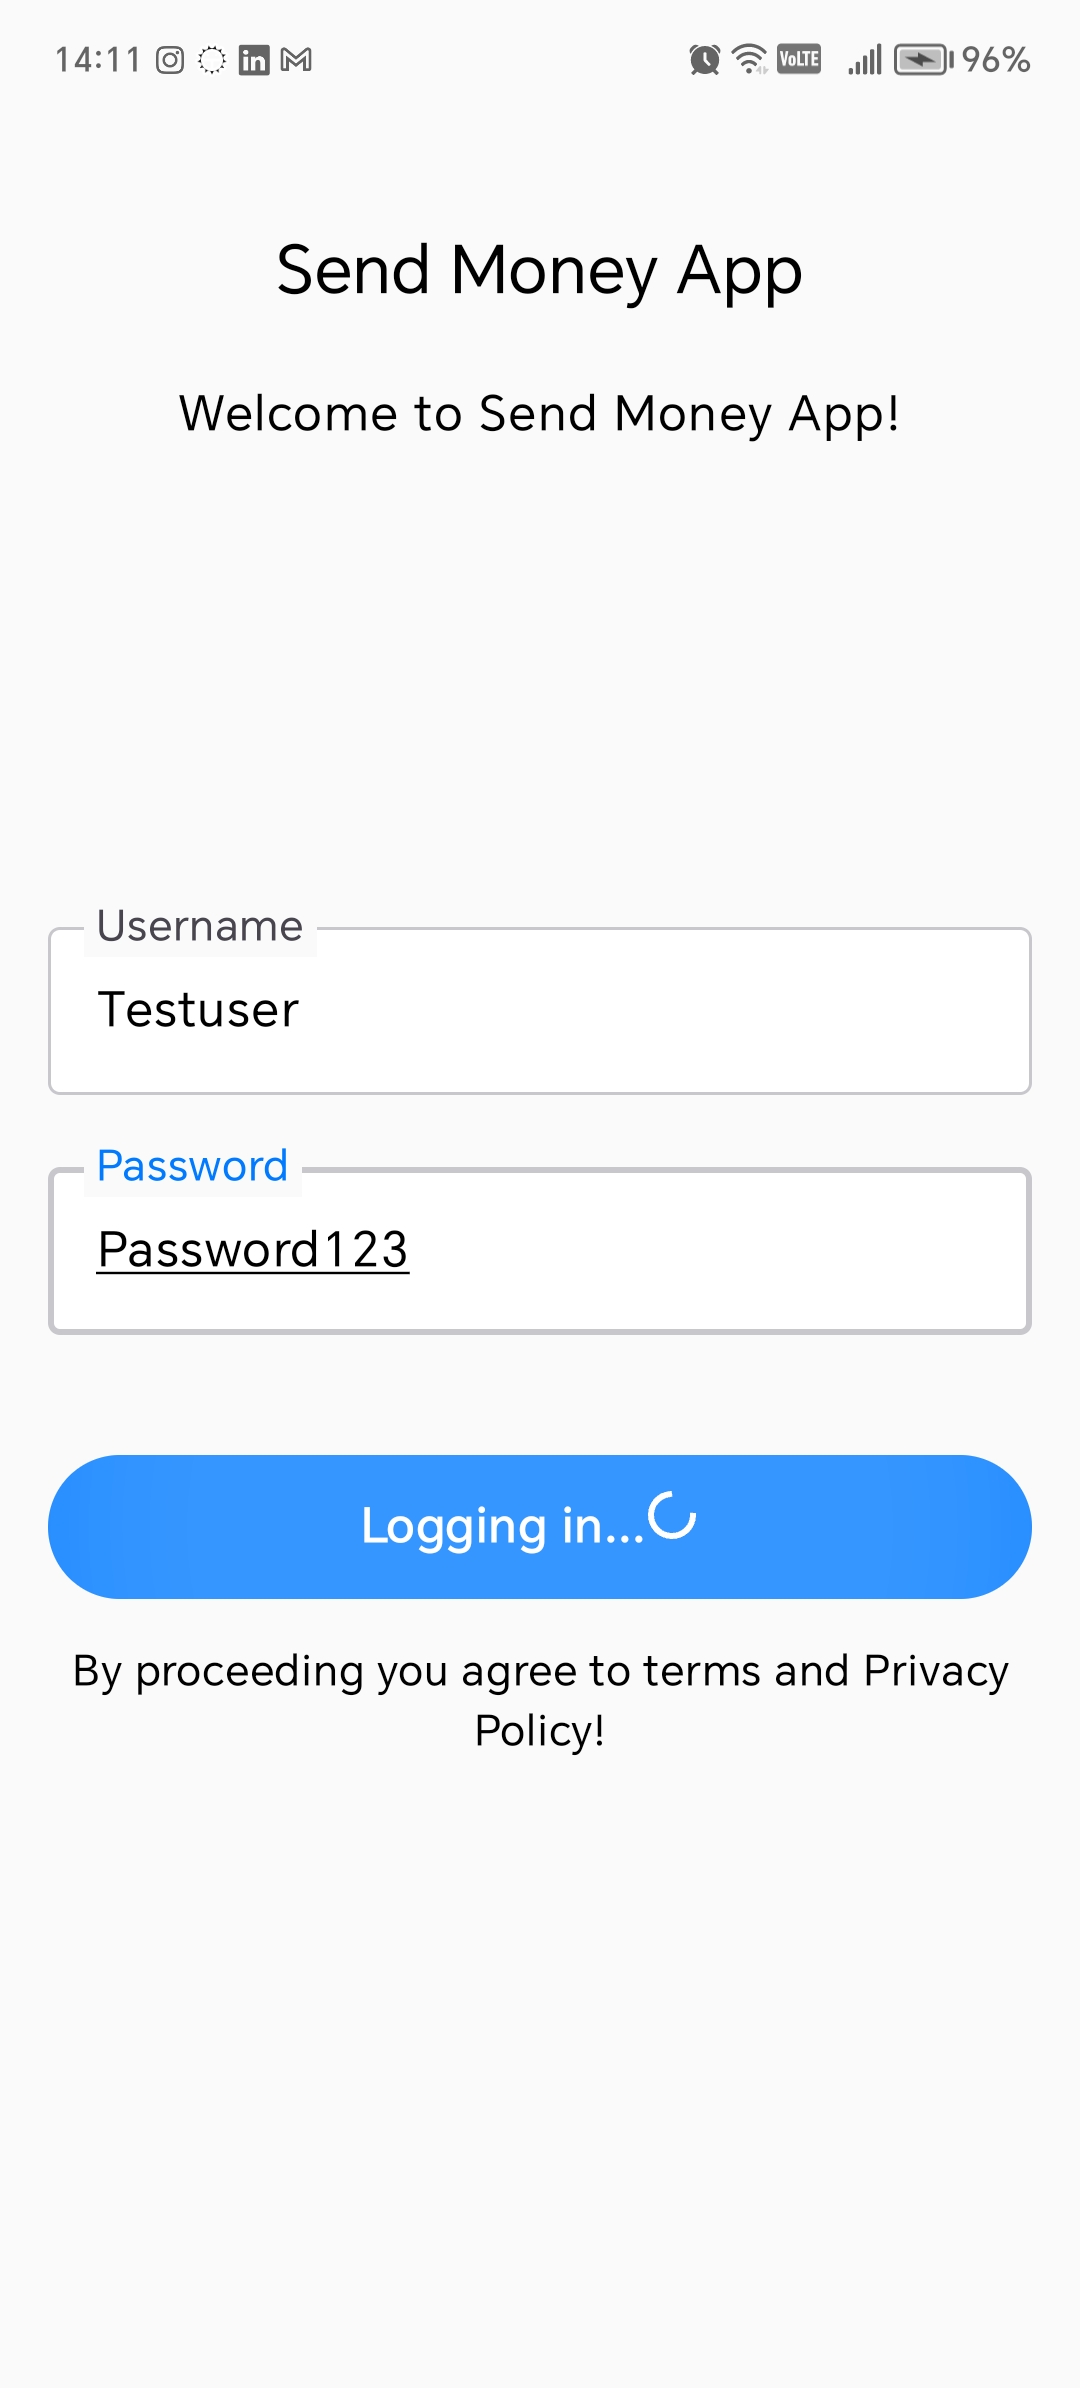 14:11 VoLTE 96%
Send Money App
Welcome to Send Money App!
Username
Testuser
Password
Password123
Logging in...
By proceeding you agree to terms and Privacy
Policy!